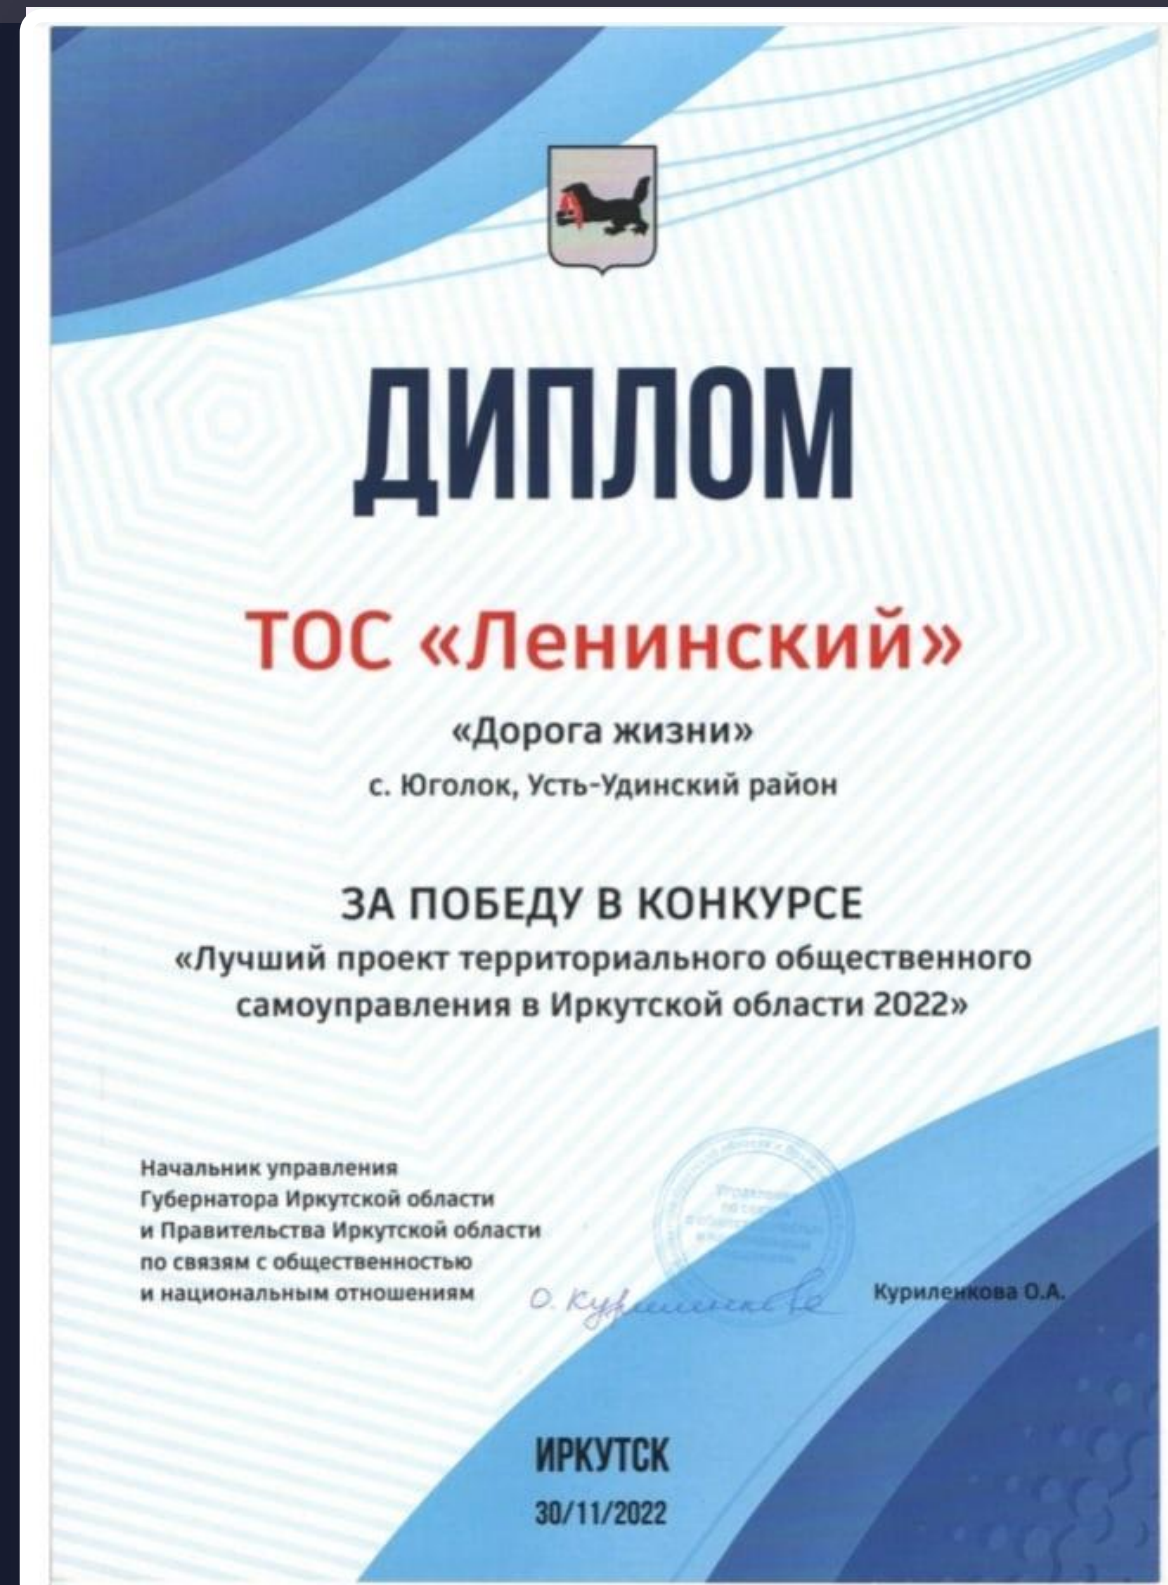 ДИПЛОМ
ТОС «Ленинский»
«Дорога жизни»
с. Юголок, Усть-Удинский район
ЗА ПОБЕДУ В КОНКУРСЕ
«Лучший проект территориального общественного
самоуправления в Иркутской области 2022»
Начальник управления
Губернатора Иркутской области
и Правительства Иркутской области
по связям с общественностью
и национальным отношениям
О. Куриленкова
Куриленкова О.А.
ИРКУТСК
30/11/2022